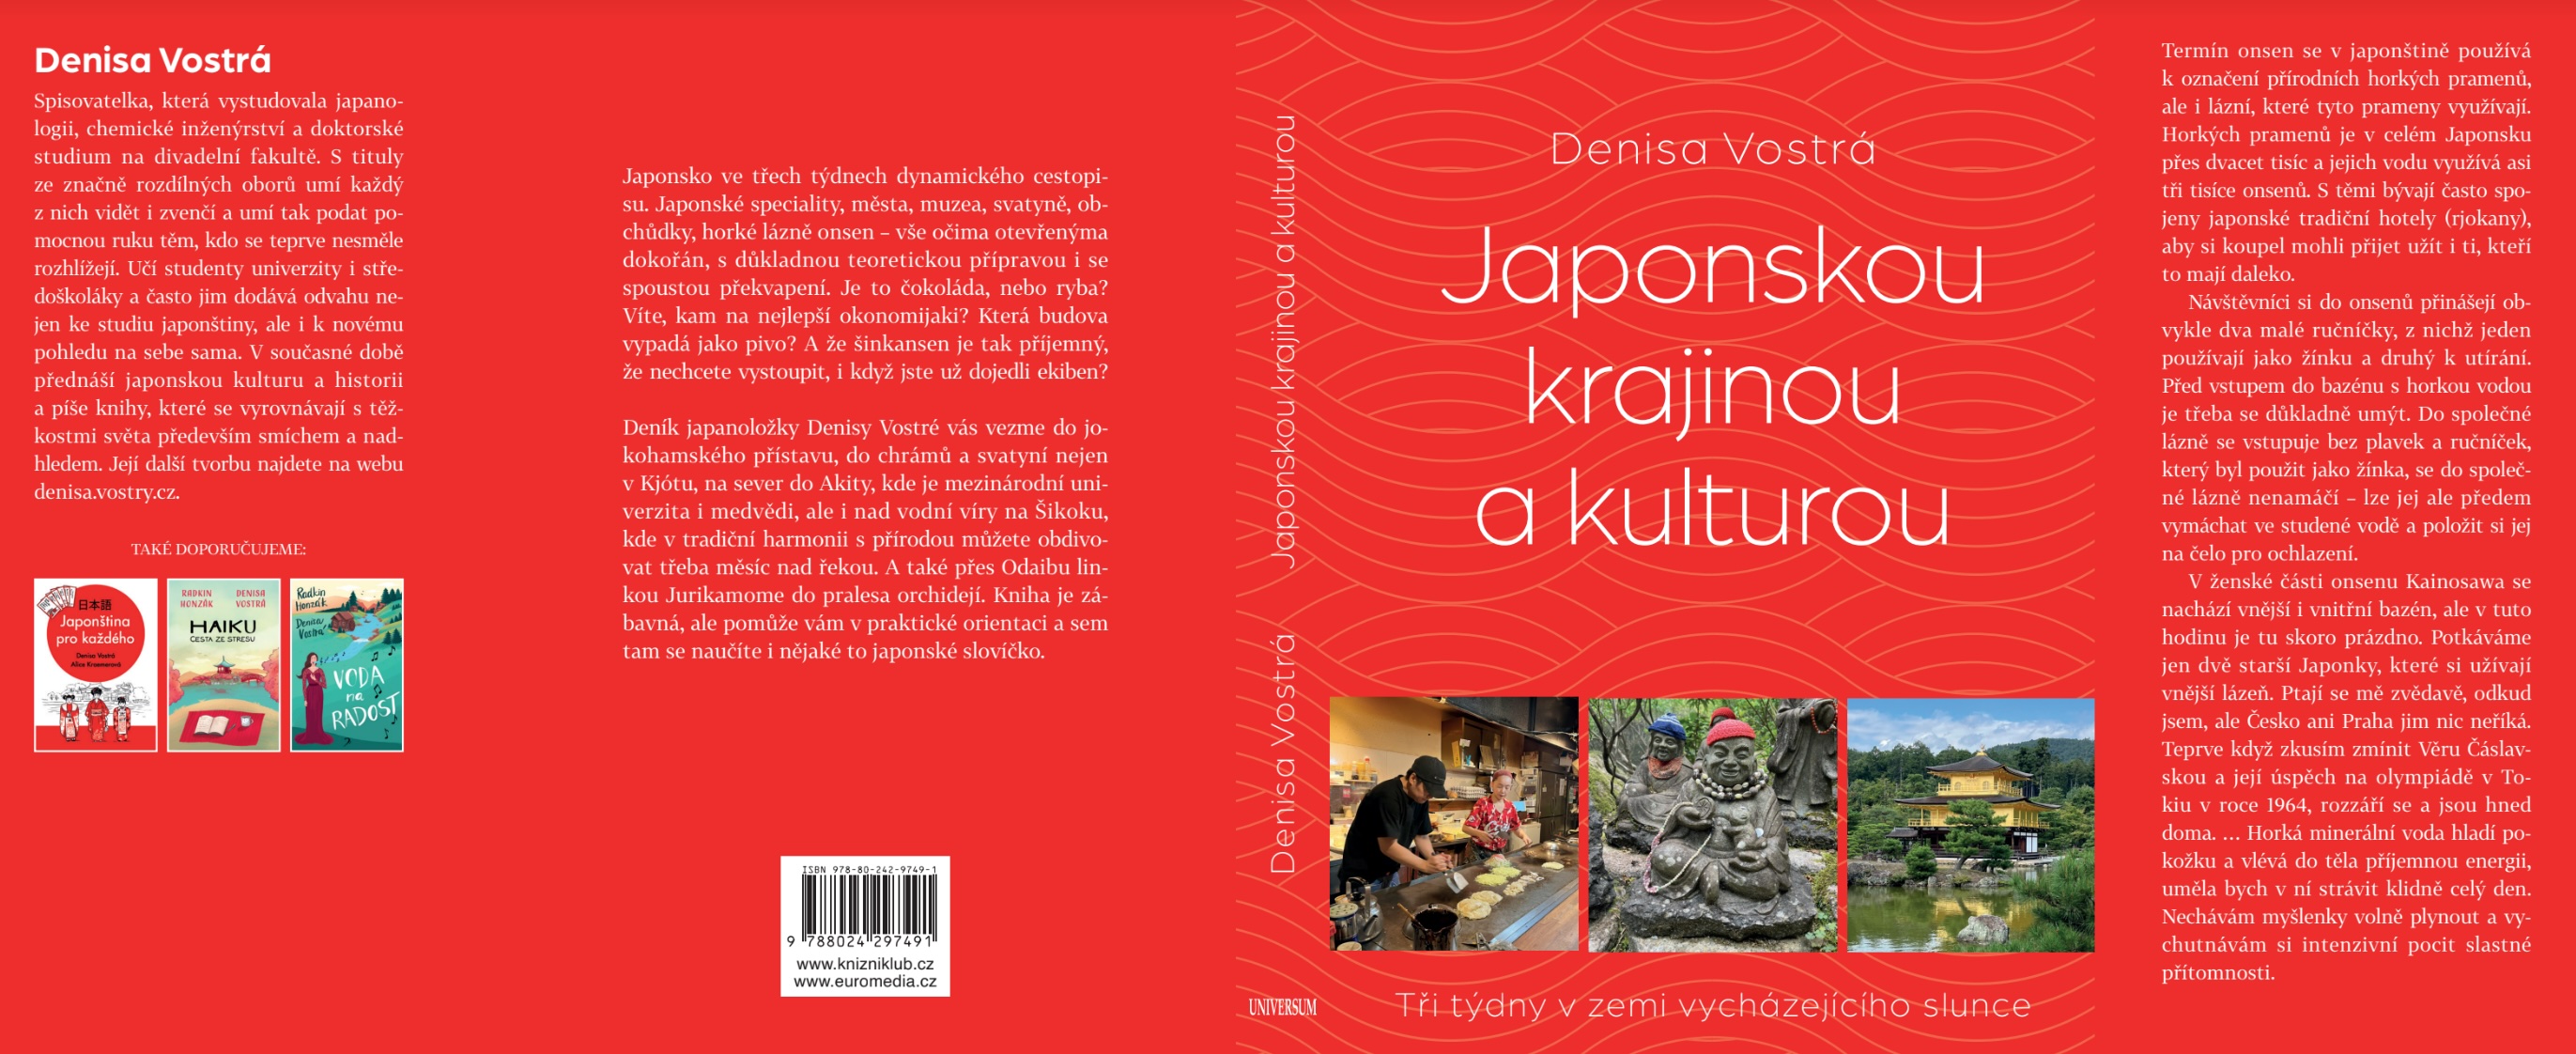 Denisa Vostrá
Spisovatelka, která vystudovala japano-
logii, chemické inženýrství a doktorské
studium na divadelní fakultě. S tituly
ze značně rozdílných oborů umí každý
z nich vidět i zvenčí a umí tak podat po-
mocnou ruku těm, kdo se teprve nesměle
rozhlížejí. Učí studenty univerzity i stře-
doškoláky a často jim dodává odvahu ne-
jen ke studiu japonštiny, ale i k novému
pohledu na sebe sama. V současné době
přednáší japonskou kulturu a historii
a píše knihy, které se vyrovnávají s těž-
kostmi světa především smíchem a nad-
hledem. Její další tvorbu najdete na webu
denisa.vostry.cz.
TAKÉ DOPORUČUJEME:
日本語
Japonština
pro každého
Denisa Vostrá
Alice Kraemerová
RADKIN HONZÁK
DENISA VOSTRÁ
HAIKU
CESTA ZE STRESU
Radkin
Honzák
Denisa
Vostrá
VODA
na
RADOST
Japonsko ve třech týdnech dynamického cestopi-
su. Japonské speciality, města, muzea, svatyně, ob-
chůdky, horké lázně onsen – vše očima otevřenýma
dokořán, s důkladnou teoretickou přípravou i se
spoustou překvapení. Je to čokoláda, nebo ryba?
Víte, kam na nejlepší okonomijaki? Která budova
vypadá jako pivo? A že šinkansen je tak příjemný,
že nechcete vystoupit, i když jste už dojedli ekiben?
Deník japanoložky Denisy Vostré vás vezme do jo-
kohamského přístavu, do chrámů a svatyní nejen
v Kjótu, na sever do Akity, kde je mezinárodní uni-
verzita i medvědi, ale i nad vodní víry na Šikoku,
kde v tradiční harmonii s přírodou můžete obdivo-
vat třeba měsíc nad řekou. A také přes Odaibu lin-
kou Jurikamome do pralesa orchidejí. Kniha je zá-
bavná, ale pomůže vám v praktické orientaci a sem
tam se naučíte i nějaké to japonské slovíčko.
ISBN 978-80-242-9749-1
9 788024 297491
www.knizniklub.cz
www.euromedia.cz
Denisa Vostrá Japonskou krajinou a kulturou
UNIVERSUM
Denisa Vostrá
Japonskou
krajinou
a kulturou
Tři týdny v zemi vycházejícího slunce
Termín onsen se v japonštině používá
k označení přírodních horkých pramenů,
ale i lázní, které tyto prameny využívají.
Horkých pramenů je v celém Japonsku
přes dvacet tisíc a jejich vodu využívá asi
tři tisíce onsenů. S těmi bývají často spo-
jeny japonské tradiční hotely (rjokany),
aby si koupel mohli přijet užít i ti, kteří
to mají daleko.
Návštěvníci si do onsenů přinášejí ob-
vykle dva malé ručníčky, z nichž jeden
používají jako žínku a druhý k utírání.
Před vstupem do bazénu s horkou vodou
je třeba se důkladně umýt. Do společné
lázně se vstupuje bez plavek a ručníček,
který byl použit jako žínka, se do společ-
né lázně nenamáčí – lze jej ale předem
vymáchat ve studené vodě a položit si jej
na čelo pro ochlazení.
V ženské části onsenu Kainosawa se
nachází vnější i vnitřní bazén, ale v tuto
hodinu je tu skoro prázdno. Potkáváme
jen dvě starší Japonky, které si užívají
vnější lázeň. Ptají se mě zvědavě, odkud
jsem, ale Česko ani Praha jim nic neříká.
Teprve když zkusím zmínit Věru Čáslav-
skou a její úspěch na olympiádě v To-
kiu v roce 1964, rozzáří se a jsou hned
doma. … Horká minerální voda hladí po-
kožku a vlévá do těla příjemnou energii,
uměla bych v ní strávit klidně celý den.
Nechávám myšlenky volně plynout a vy-
chutnávám si intenzivní pocit slastné
přítomnosti.